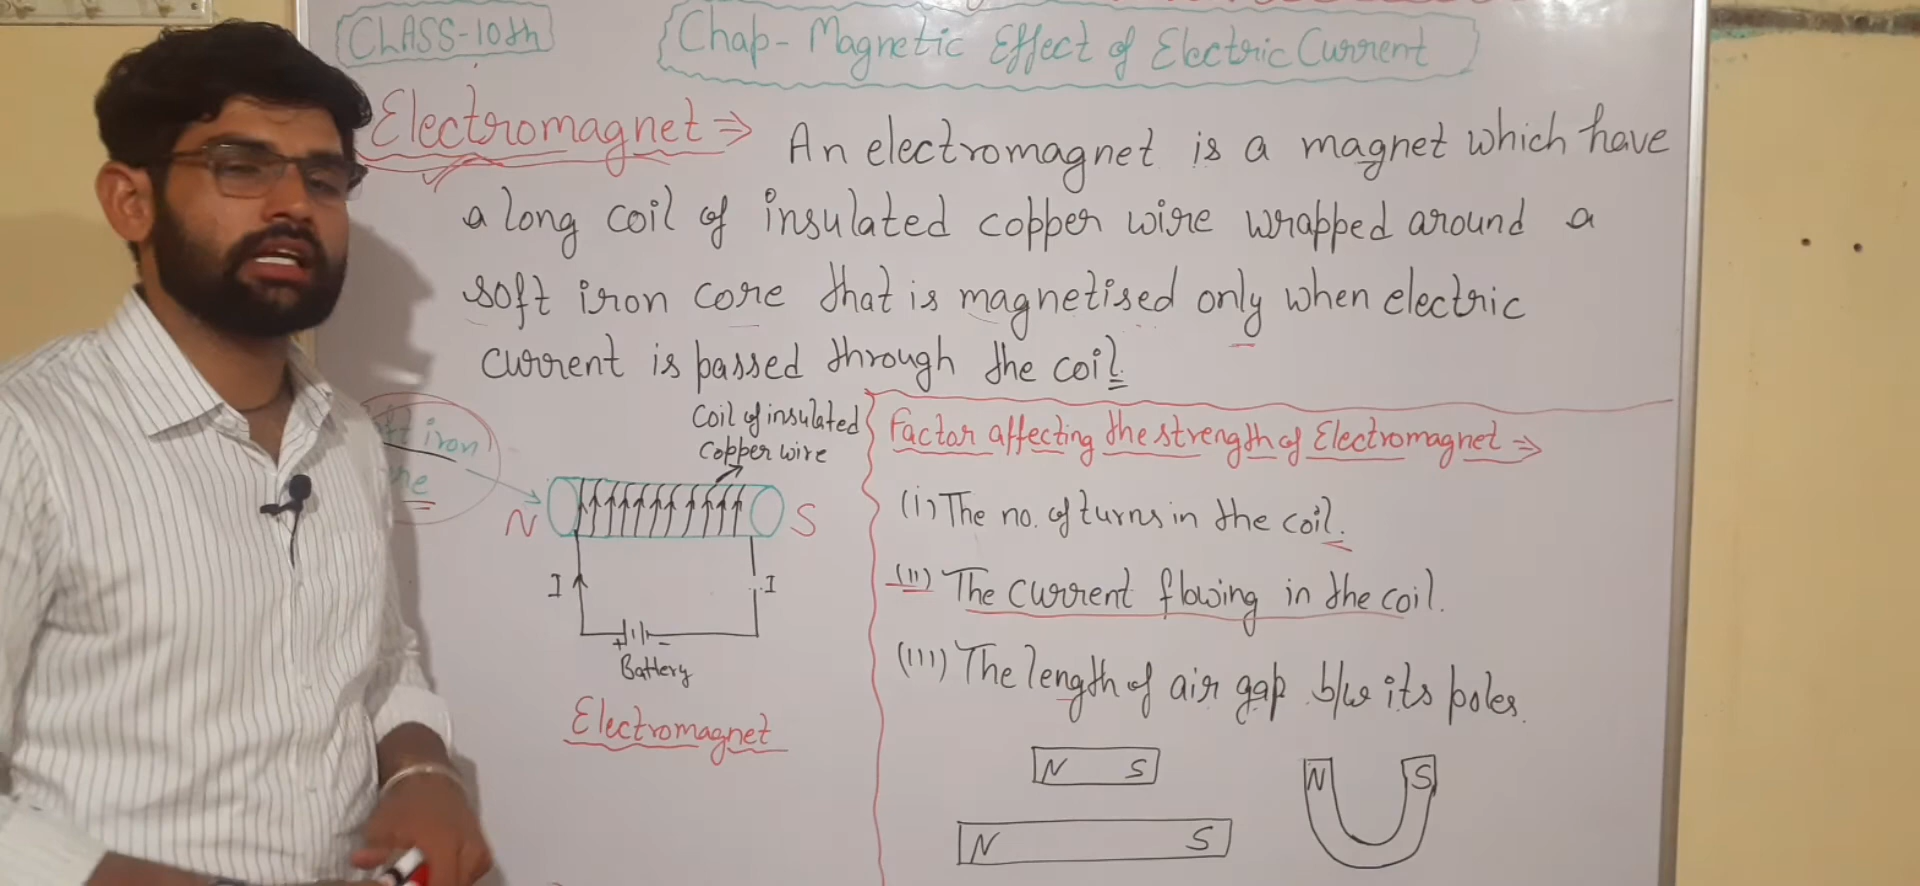 CLASS-10th
Chap- Magnetic Effect of Electric Current
Electromagnet ⇒ An electromagnet is a magnet which have
a long coil of insulated copper wire wrapped around a
soft iron core that is magnetised only when electric
current is passed through the coil.
Coil of insulated
Copper wire
iron
N S
I I
+ -
Battery
Electromagnet
Factor affecting the strength of Electromagnet ⇒
(i) The no. of turns in the coil.
(ii) The current flowing in the coil.
(iii) The length of air gap b/w its poles.
N S
N S
N S